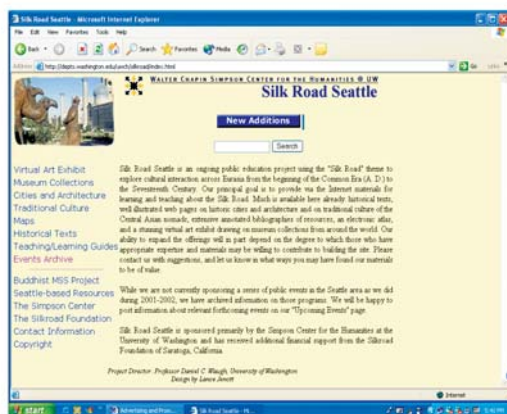 Silk Road Seattle - Microsoft Internet Explorer
File Edit View Favorites Tools Help
Back Search Favorites Media
Address http://depts.washington.edu/uwch/silkroad/index.html Go
WALTER CHAPIN SIMPSON CENTER FOR THE HUMANITIES @ UW
Silk Road Seattle
New Additions
Search
Virtual Art Exhibit
Museum Collections
Cities and Architecture
Traditional Culture
Maps
Historical Texts
Teaching/Learning Guides
Events Archive
Buddhist MSS Project
Seattle-based Resources
The Simpson Center
The Silkroad Foundation
Contact Information
Copyright
Silk Road Seattle is an ongoing public education project using the "Silk Road" theme to
explore cultural interaction across Eurasia from the beginning of the Common Era (A. D.) to
the Seventeenth Century. Our principal goal is to provide via the Internet materials for
learning and teaching about the Silk Road. Much is available here already: historical texts,
well illustrated web pages on historic cities and architecture and on traditional culture of the
Central Asian nomads, extensive annotated bibliographies of resources, an electronic atlas,
and a stunning virtual art exhibit drawing on museum collections from around the world. Our
ability to expand the offerings will in part depend on the degree to which those who have
appropriate expertise and materials may be willing to contribute to building the site. Please
contact us with suggestions, and let us know in what ways you may have found our materials
to be of value.
While we are not currently sponsoring a series of public events in the Seattle area as we did
during 2001-2002, we have archived information on those programs. We will be happy to
post information about relevant forthcoming events on our "Upcoming Events" page.
Silk Road Seattle is sponsored primarily by the Simpson Center for the Humanities at the
University of Washington and has received additional financial support from the Silkroad
Foundation of Saratoga, California.
Project Director: Professor Daniel C. Waugh, University of Washington
Design by Lance Jenott
Internet
start Advertising and Prom... Silk Road Seattle - M...